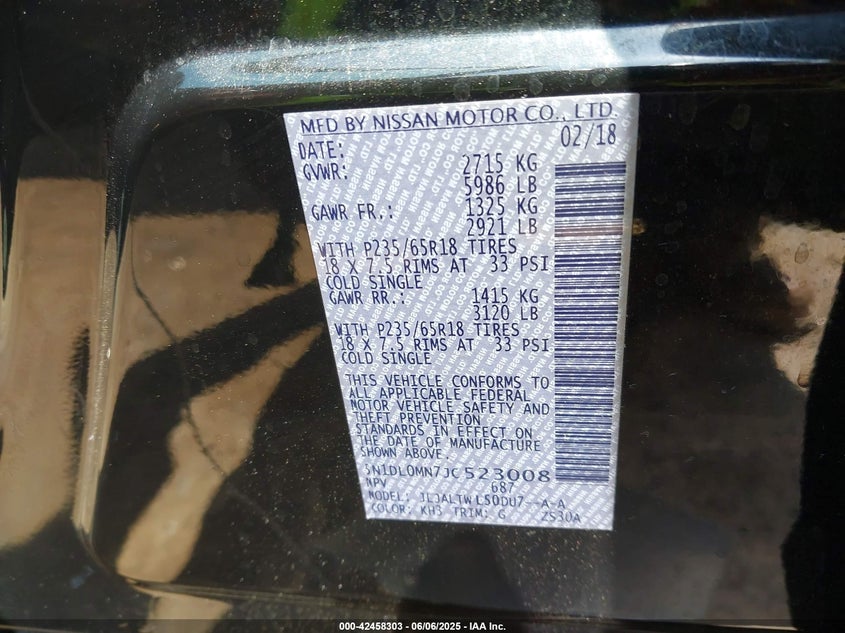 MFD BY NISSAN MOTOR CO., LTD.
DATE: 02/18
GVWR: 2715 KG
5986 LB
GAWR FR.: 1325 KG
2921 LB
WITH P235/65R18 TIRES
18 X 7.5 RIMS AT 33 PSI
COLD SINGLE
GAWR RR.: 1415 KG
3120 LB
WITH P235/65R18 TIRES
18 X 7.5 RIMS AT 33 PSI
COLD SINGLE
THIS VEHICLE CONFORMS TO
ALL APPLICABLE FEDERAL
MOTOR VEHICLE SAFETY AND
THEFT PREVENTION
STANDARDS IN EFFECT ON
THE DATE OF MANUFACTURE
SHOWN ABOVE.
5N1DL0MN7JC523008
MPV 687
MODEL: JLJALTWL50DU7 -A-A
COLOR: KH3 TRIM: G 2S30A
000-42458303 - 06/06/2025 - IAA Inc.